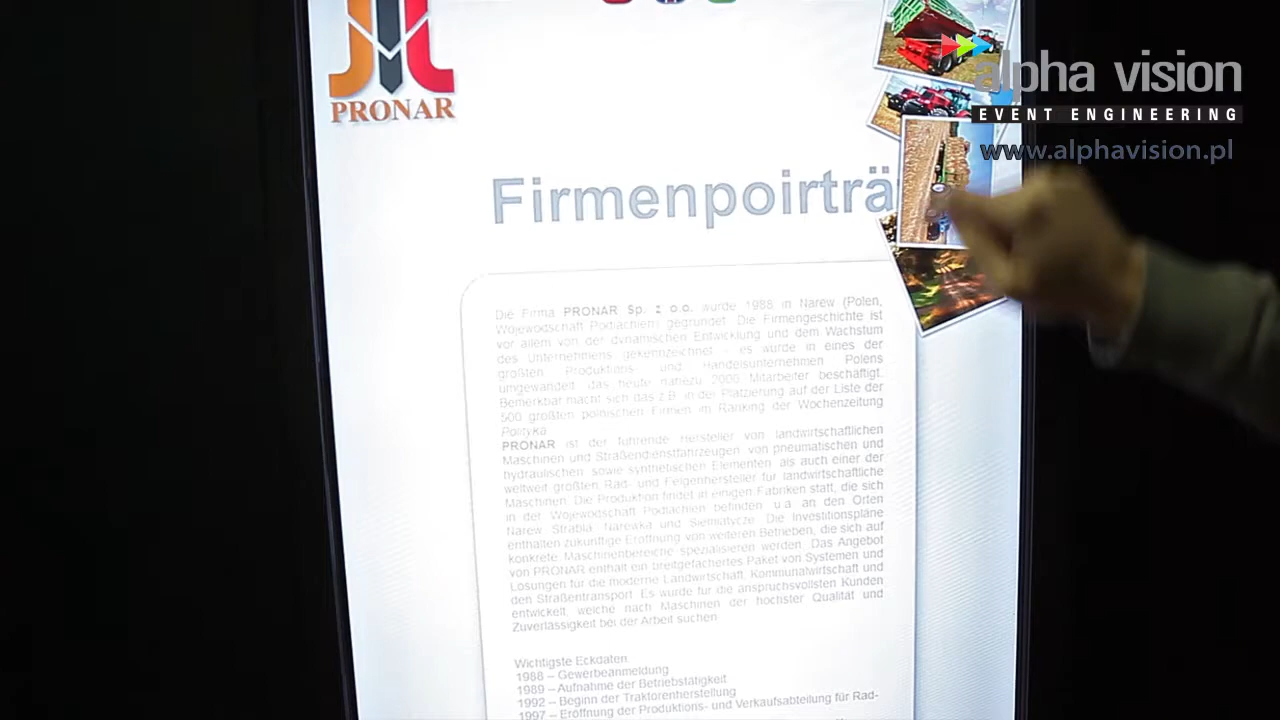 PRONAR
alpha vision
EVENT ENGINEERING
www.alphavision.pl
Firmenpoirträ
Die Firma PRONAR Sp. z o.o. wurde 1988 in Narew (Polen,
Wojewodschaft Podlachien) gegründet. Die Firmengeschichte ist
vor allem von der dynamischen Entwicklung und dem Wachstum
des Unternehmens gekennzeichnet - es wurde in eines der
größten Produktions- und Handelsunternehmen Polens
umgewandelt, das heute nahezu 2000 Mitarbeiter beschäftigt.
Bemerkbar macht sich das z.B. in der Platzierung auf der Liste der
500 größten polnischen Firmen im Ranking der Wochenzeitung
Polityka.
PRONAR ist der führende Hersteller von landwirtschaftlichen
Maschinen und Straßendienstfahrzeugen, von pneumatischen und
hydraulischen, sowie synthetischen Elementen, als auch einer der
weltweit größten Rad- und Felgenhersteller für landwirtschaftliche
Maschinen. Die Produktion findet in einigen Fabriken statt, die sich
in der Wojewodschaft Podlachien befinden, u.a. an den Orten
Narew, Strabla, Narewka und Siemiatycze. Die Investitionspläne
enthalten zukünftige Eröffnung von weiteren Betrieben, die sich auf
konkrete Maschinenbereiche spezialisieren werden. Das Angebot
von PRONAR enthält ein breitgefächertes Paket von Systemen und
Lösungen für die moderne Landwirtschaft, Kommunalwirtschaft und
den Straßentransport. Es wurde für die anspruchsvollsten Kunden
entwickelt, welche nach Maschinen der höchster Qualität und
Zuverlässigkeit bei der Arbeit suchen.
Wichtigste Eckdaten
1988 – Gewerbeanmeldung
1989 – Aufnahme der Betriebstätigkeit
1992 – Beginn der Traktorenherstellung
1997 – Eröffnung der Produktions- und Verkaufsabteilung für Rad-